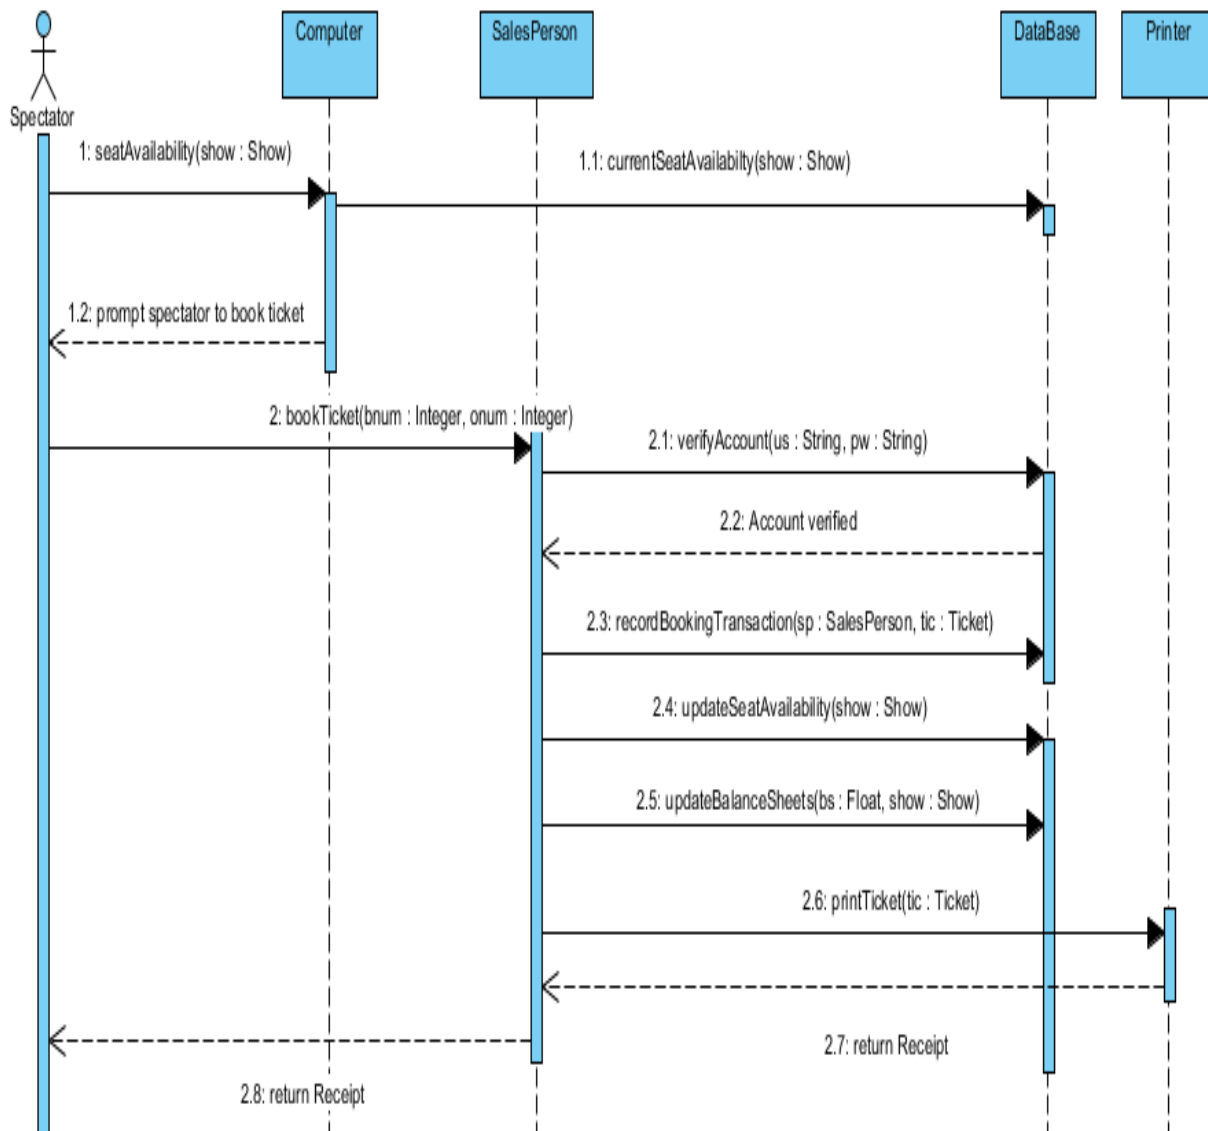 Computer
SalesPerson
DataBase
Printer
Spectator
1: seatAvailability(show : Show)
1.1: currentSeatAvailabilty(show : Show)
1.2: prompt spectator to book ticket
2: bookTicket(bnum : Integer, onum : Integer)
2.1: verifyAccount(us : String, pw : String)
2.2: Account verified
2.3: recordBookingTransaction(sp : SalesPerson, tic : Ticket)
2.4: updateSeatAvailability(show : Show)
2.5: updateBalanceSheets(bs : Float, show : Show)
2.6: printTicket(tic : Ticket)
2.7: return Receipt
2.8: return Receipt